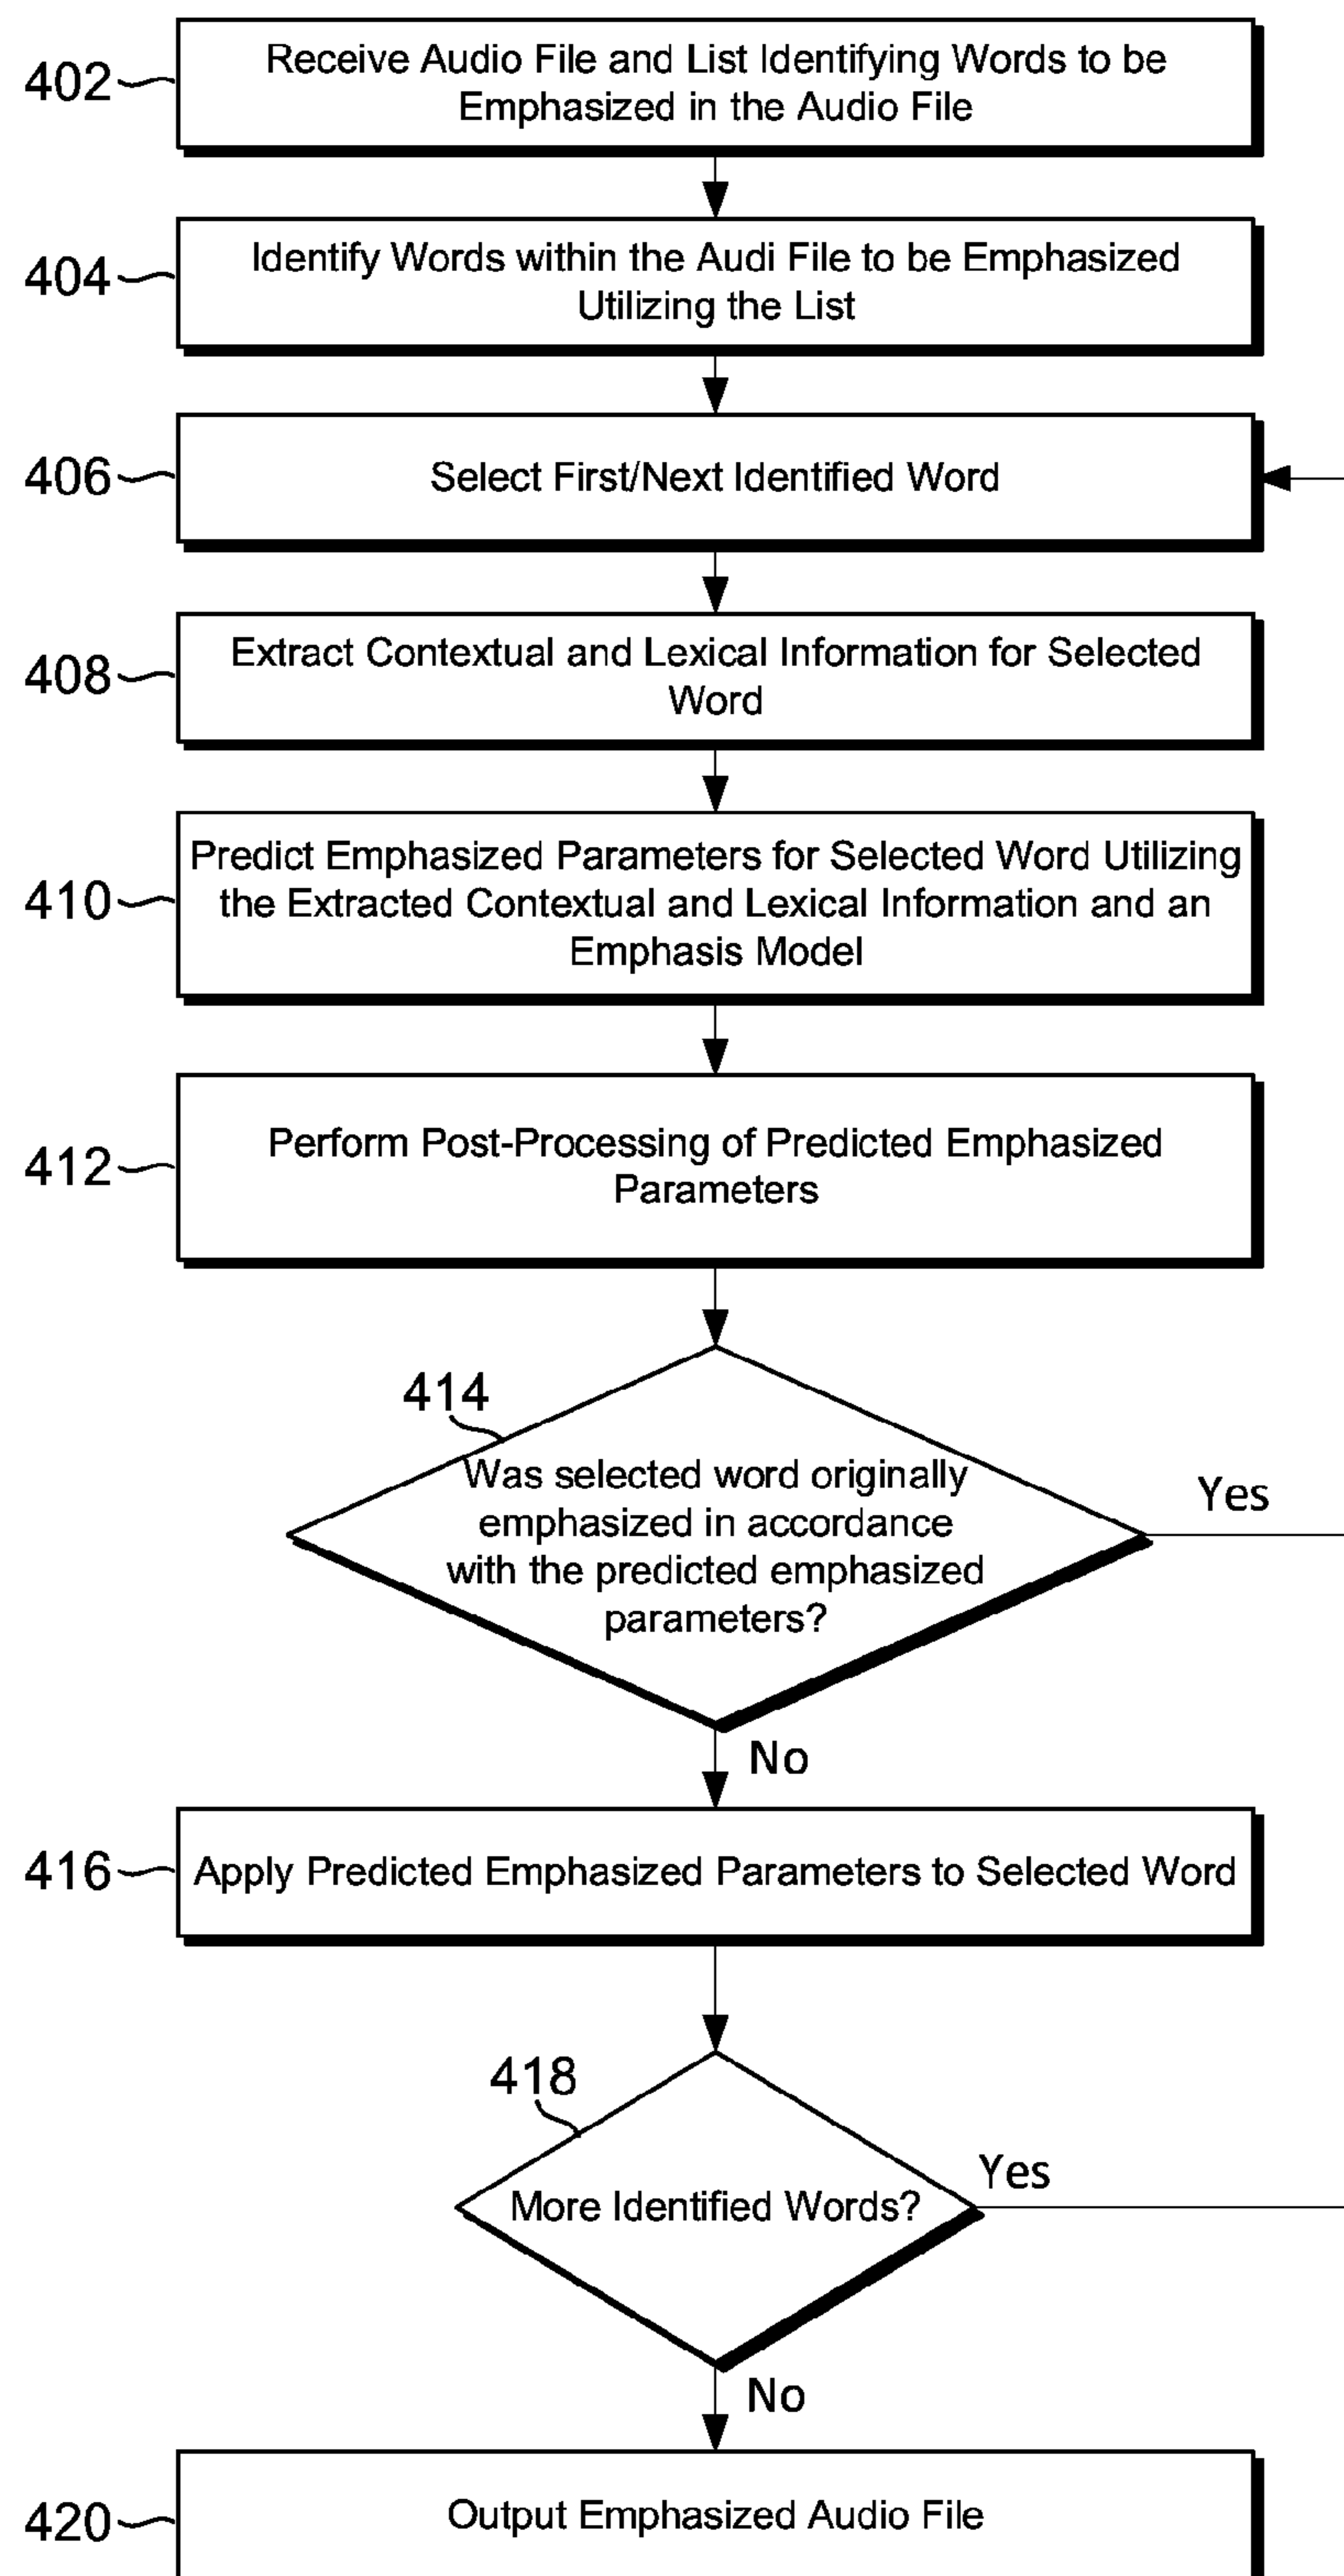 402
Receive Audio File and List Identifying Words to be
Emphasized in the Audio File
404
Identify Words within the Audi File to be Emphasized
Utilizing the List
406
Select First/Next Identified Word
408
Extract Contextual and Lexical Information for Selected
Word
410
Predict Emphasized Parameters for Selected Word Utilizing
the Extracted Contextual and Lexical Information and an
Emphasis Model
412
Perform Post-Processing of Predicted Emphasized
Parameters
414
Was selected word originally
emphasized in accordance
with the predicted emphasized
parameters?
Yes
No
416
Apply Predicted Emphasized Parameters to Selected Word
418
More Identified Words?
Yes
No
420
Output Emphasized Audio File